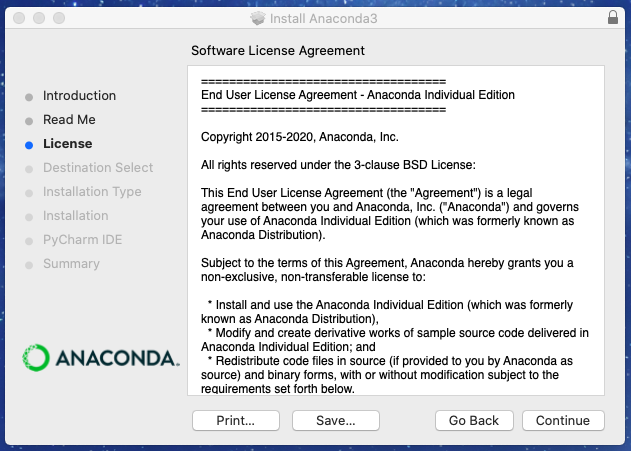 Install Anaconda3
Software License Agreement
Introduction
Read Me
License
Destination Select
Installation Type
Installation
PyCharm IDE
Summary
ANACONDA.
===================================
End User License Agreement - Anaconda Individual Edition
===================================
Copyright 2015-2020, Anaconda, Inc.
All rights reserved under the 3-clause BSD License:
This End User License Agreement (the "Agreement") is a legal
agreement between you and Anaconda, Inc. ("Anaconda") and governs
your use of Anaconda Individual Edition (which was formerly known as
Anaconda Distribution).
Subject to the terms of this Agreement, Anaconda hereby grants you a
non-exclusive, non-transferable license to:
* Install and use the Anaconda Individual Edition (which was formerly
known as Anaconda Distribution),
* Modify and create derivative works of sample source code delivered in
Anaconda Individual Edition; and
* Redistribute code files in source (if provided to you by Anaconda as
source) and binary forms, with or without modification subject to the
requirements set forth below.
Print...
Save...
Go Back
Continue